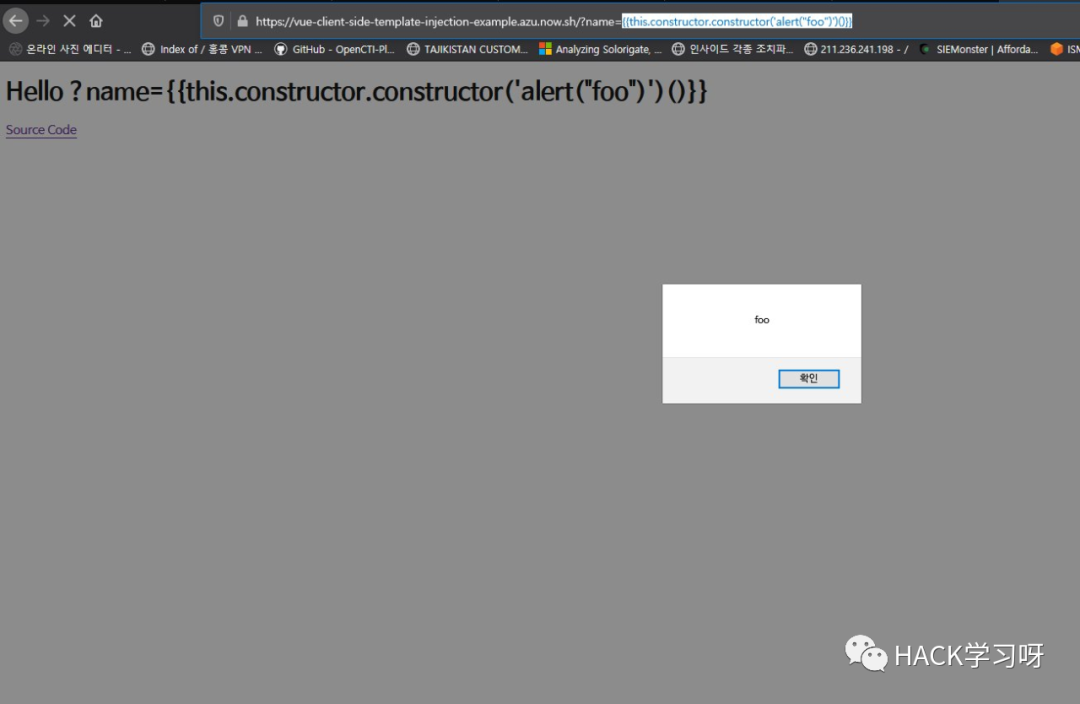 https://vue-client-side-template-injection-example.azu.now.sh/?name={{this.constructor.constructor('alert("foo")')()}}
온라인 사진 에디터 - ... Index of / 홍콩 VPN ... GitHub - OpenCTI-Pl... TAJIKISTAN CUSTOM... Analyzing Solorigate, ... 인사이드 각종 조치파... 211.236.241.198 - / SIEMonster | Afforda... ISM
Hello ?name={{this.constructor.constructor('alert("foo")')()}}
Source Code
foo
확인
HACK学习呀